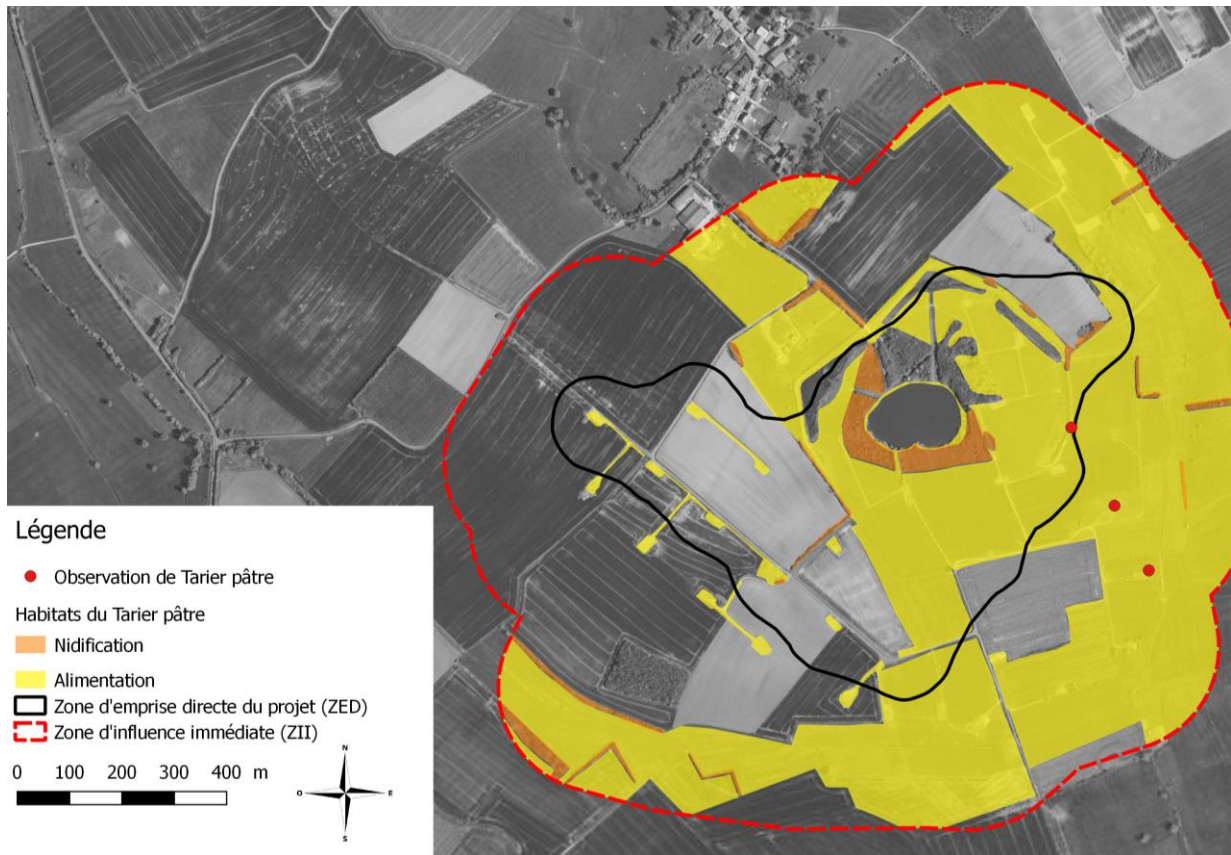 Légende
Observation de Tarier pâtre
Habitats du Tarier pâtre
Nidification
Alimentation
Zone d'emprise directe du projet (ZED)
Zone d'influence immédiate (ZII)
0 100 200 300 400 m
N
O E
S